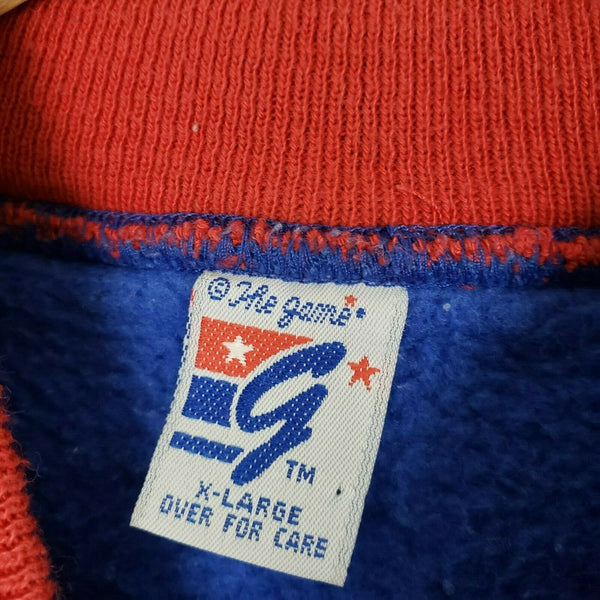 © The game
G TM
X-LARGE
OVER FOR CARE